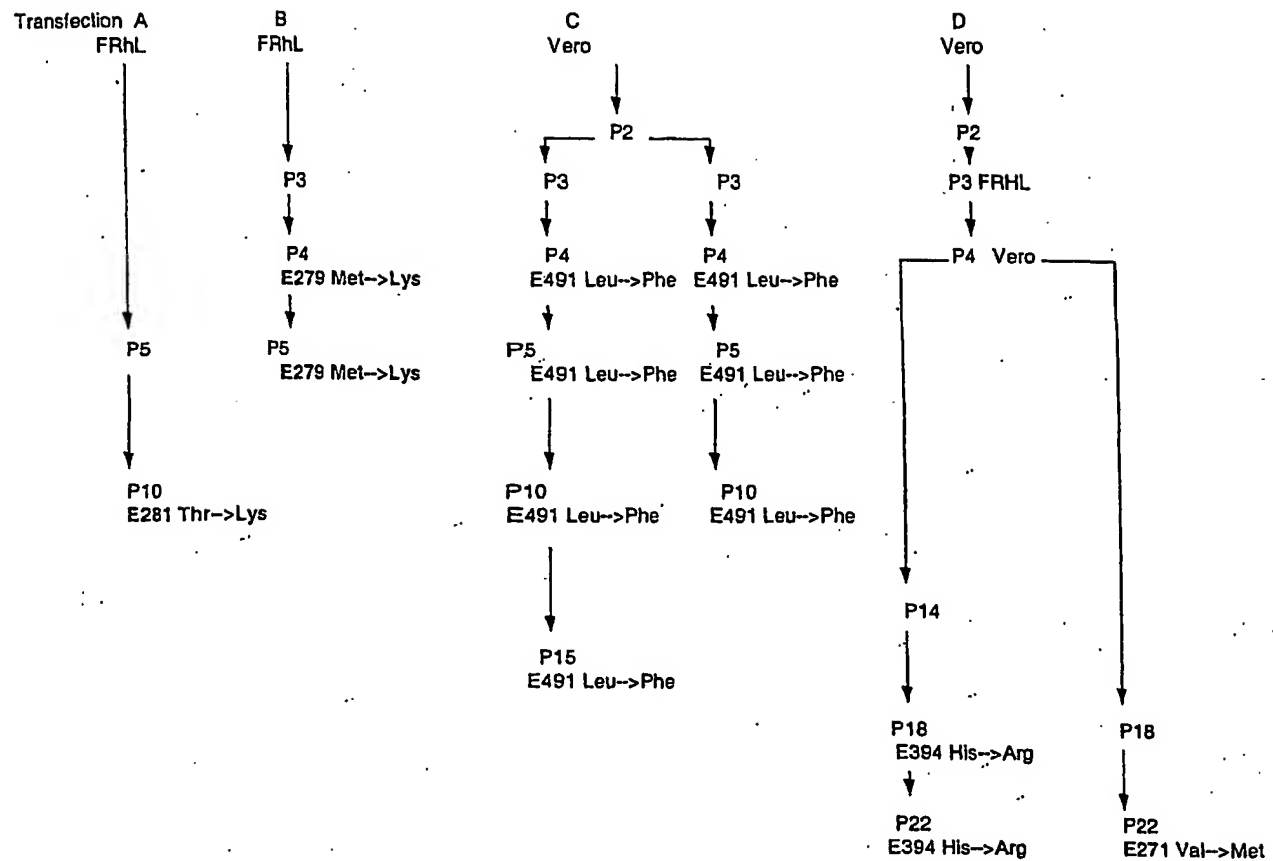 Transfection A
FRhL
P5
P10
E281 Thr-->Lys
B
FRhL
P3
P4
E279 Met-->Lys
P5
E279 Met-->Lys
C
Vero
P2
P3
P4
E491 Leu-->Phe
P5
E491 Leu-->Phe
P10
E491 Leu-->Phe
P15
E491 Leu-->Phe
P3
P4
E491 Leu-->Phe
P5
E491 Leu-->Phe
P10
E491 Leu-->Phe
D
Vero
P2
P3 FRHL
P4 Vero
P14
P18
E394 His-->Arg
P22
E394 His-->Arg
P18
P22
E271 Val-->Met